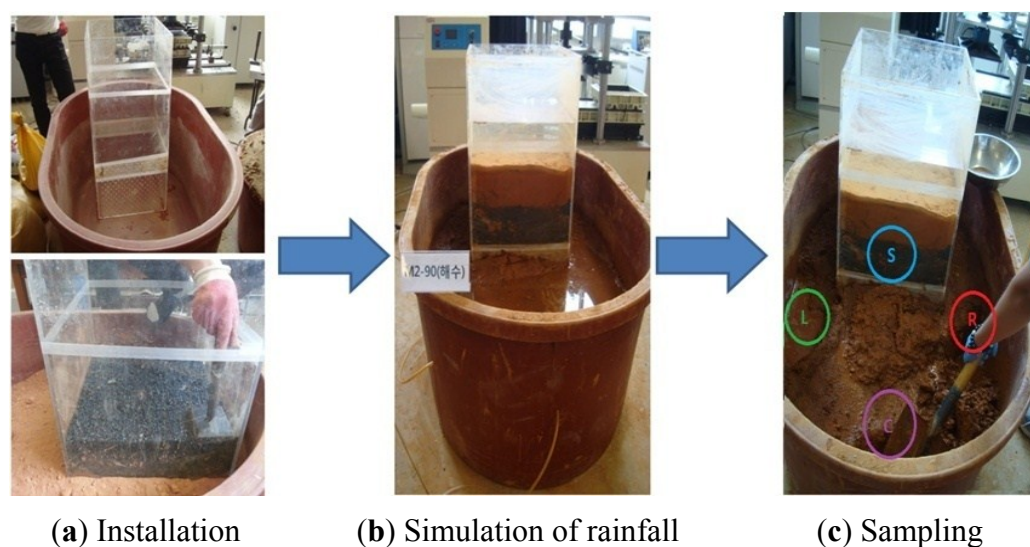 M2-90(해수)
S
L
R
C
(a) Installation
(b) Simulation of rainfall
(c) Sampling